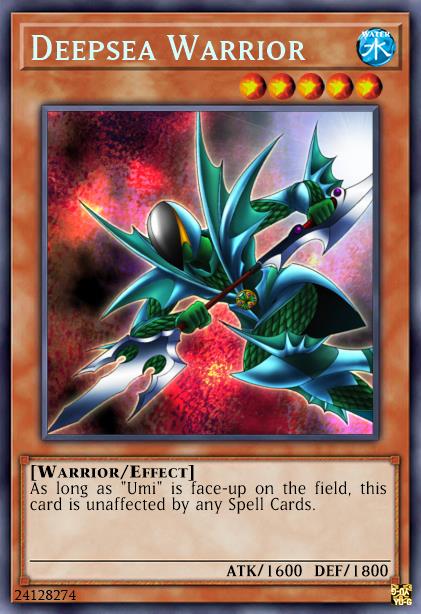 DEEPSEA WARRIOR
WATER
水
[WARRIOR/EFFECT]
As long as "Umi" is face-up on the field, this
card is unaffected by any Spell Cards.
ATK/1600 DEF/1800
24128274